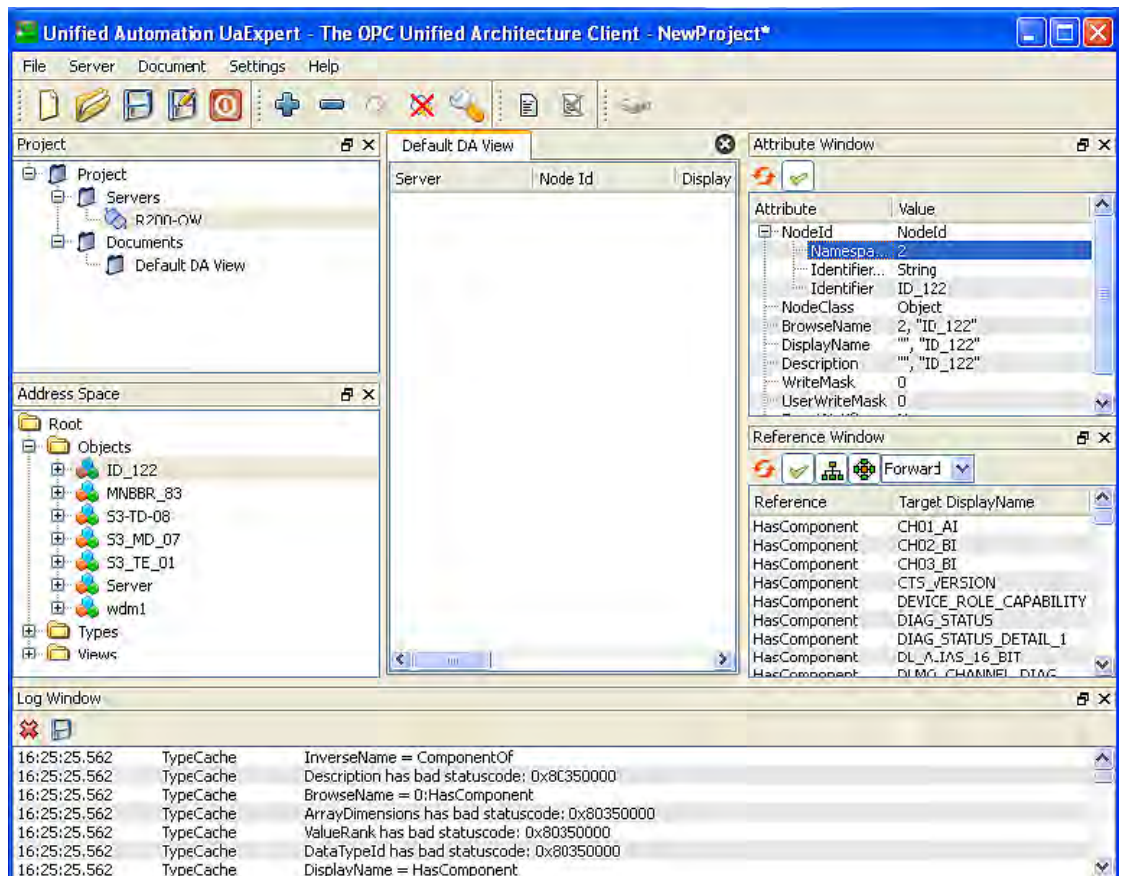 Unified Automation UaExpert - The OPC Unified Architecture Client - NewProject*
File Server Document Settings Help
Project
Project
Servers
R200-OW
Documents
Default DA View
Default DA View
Server Node Id Display
Attribute Window
Attribute Value
NodeId NodeId
Namespa... 2
Identifier... String
Identifier ID_122
NodeClass Object
BrowseName 2, "ID_122"
DisplayName "", "ID_122"
Description "", "ID_122"
WriteMask 0
UserWriteMask 0
Address Space
Root
Objects
ID_122
MNBBR_83
S3-TD-08
S3_MD_07
S3_TE_01
Server
wdm1
Types
Views
Reference Window
Forward
Reference Target DisplayName
HasComponent CH01_AI
HasComponent CH02_BI
HasComponent CH03_BI
HasComponent CTS_VERSION
HasComponent DEVICE_ROLE_CAPABILITY
HasComponent DIAG_STATUS
HasComponent DIAG_STATUS_DETAIL_1
HasComponent DL_ALIAS_16_BIT
HasComponent DLMO_CHANNEL_DIAG
Log Window
16:25:25.562 TypeCache InverseName = ComponentOf
16:25:25.562 TypeCache Description has bad statuscode: 0x80350000
16:25:25.562 TypeCache BrowseName = 0:HasComponent
16:25:25.562 TypeCache ArrayDimensions has bad statuscode: 0x80350000
16:25:25.562 TypeCache ValueRank has bad statuscode: 0x80350000
16:25:25.562 TypeCache DataTypeId has bad statuscode: 0x80350000
16:25:25.562 TypeCache DisplayName = HasComponent